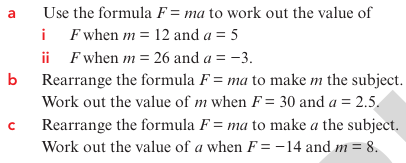 a Use the formula F = ma to work out the value of
i F when m = 12 and a = 5
ii F when m = 26 and a = −3.
b Rearrange the formula F = ma to make m the subject.
Work out the value of m when F = 30 and a = 2.5.
c Rearrange the formula F = ma to make a the subject.
Work out the value of a when F = −14 and m = 8.